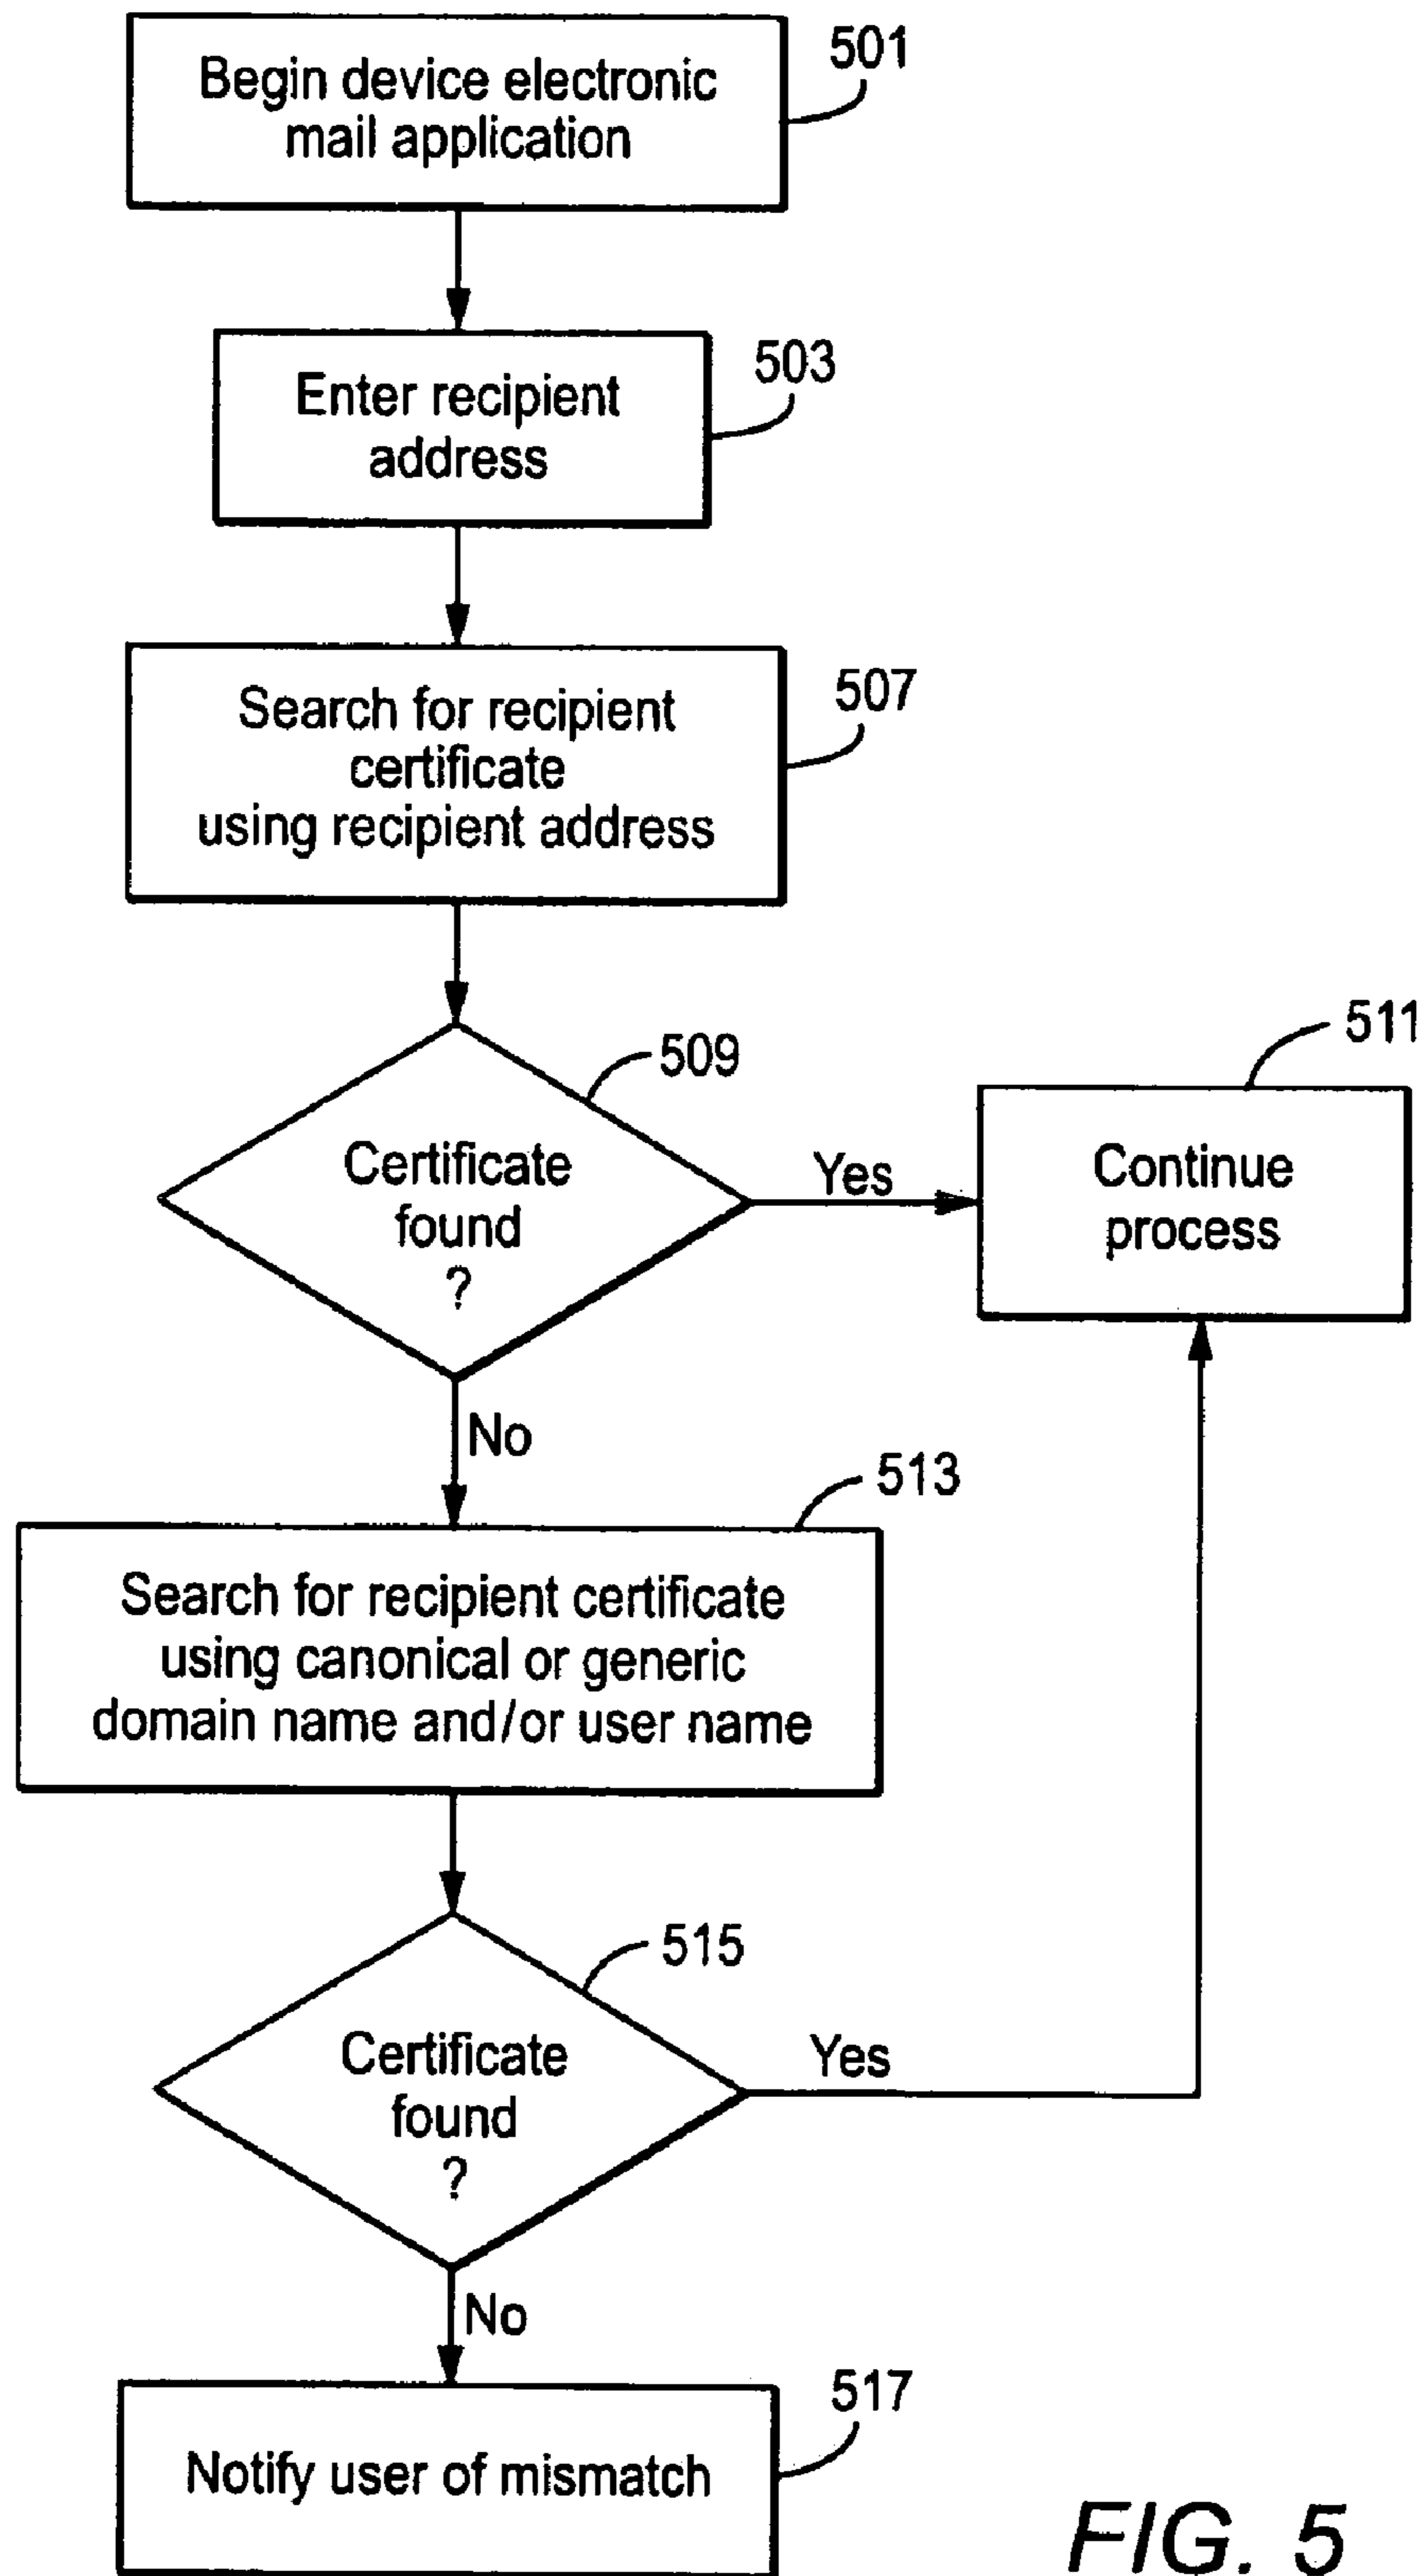 Begin device electronic
mail application
501
Enter recipient
address
503
Search for recipient
certificate
using recipient address
507
Certificate
found
?
509
Yes
Continue
process
511
No
Search for recipient certificate
using canonical or generic
domain name and/or user name
513
Certificate
found
?
515
Yes
No
Notify user of mismatch
517
FIG. 5